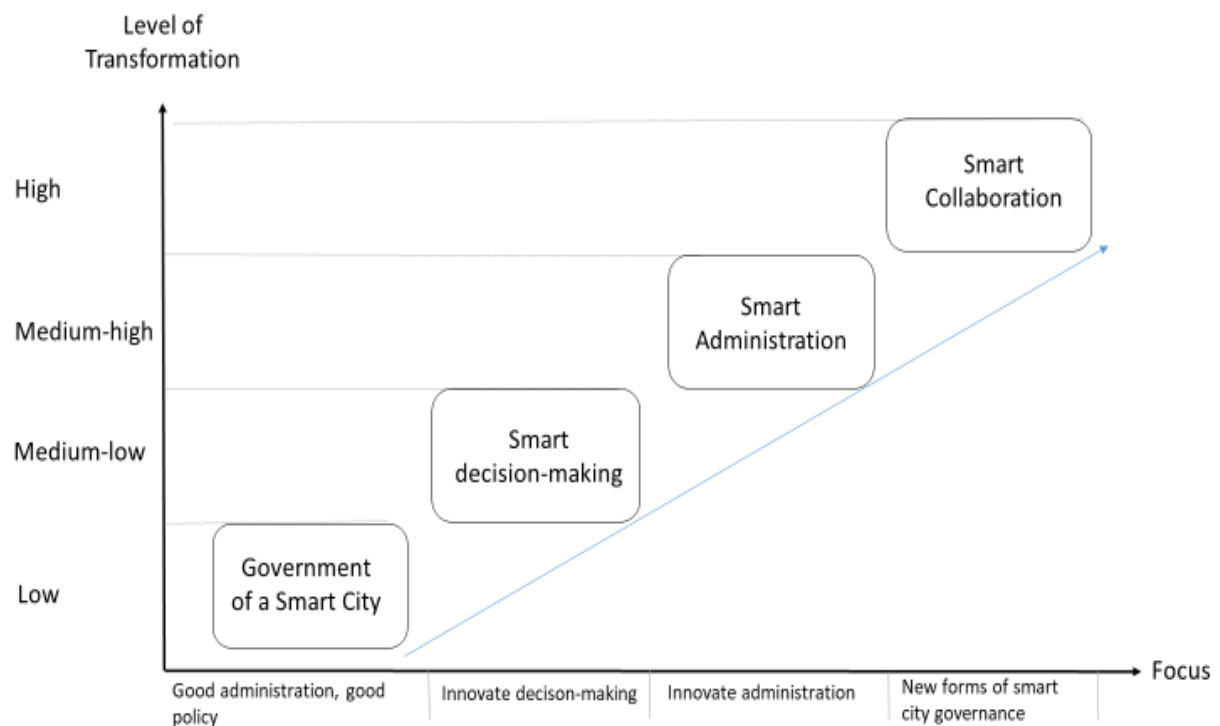 Level of
Transformation
High
Smart
Collaboration
Medium-high
Smart
Administration
Medium-low
Smart
decision-making
Low
Government
of a Smart City
Focus
Good administration, good
policy
Innovate decison-making
Innovate administration
New forms of smart
city governance